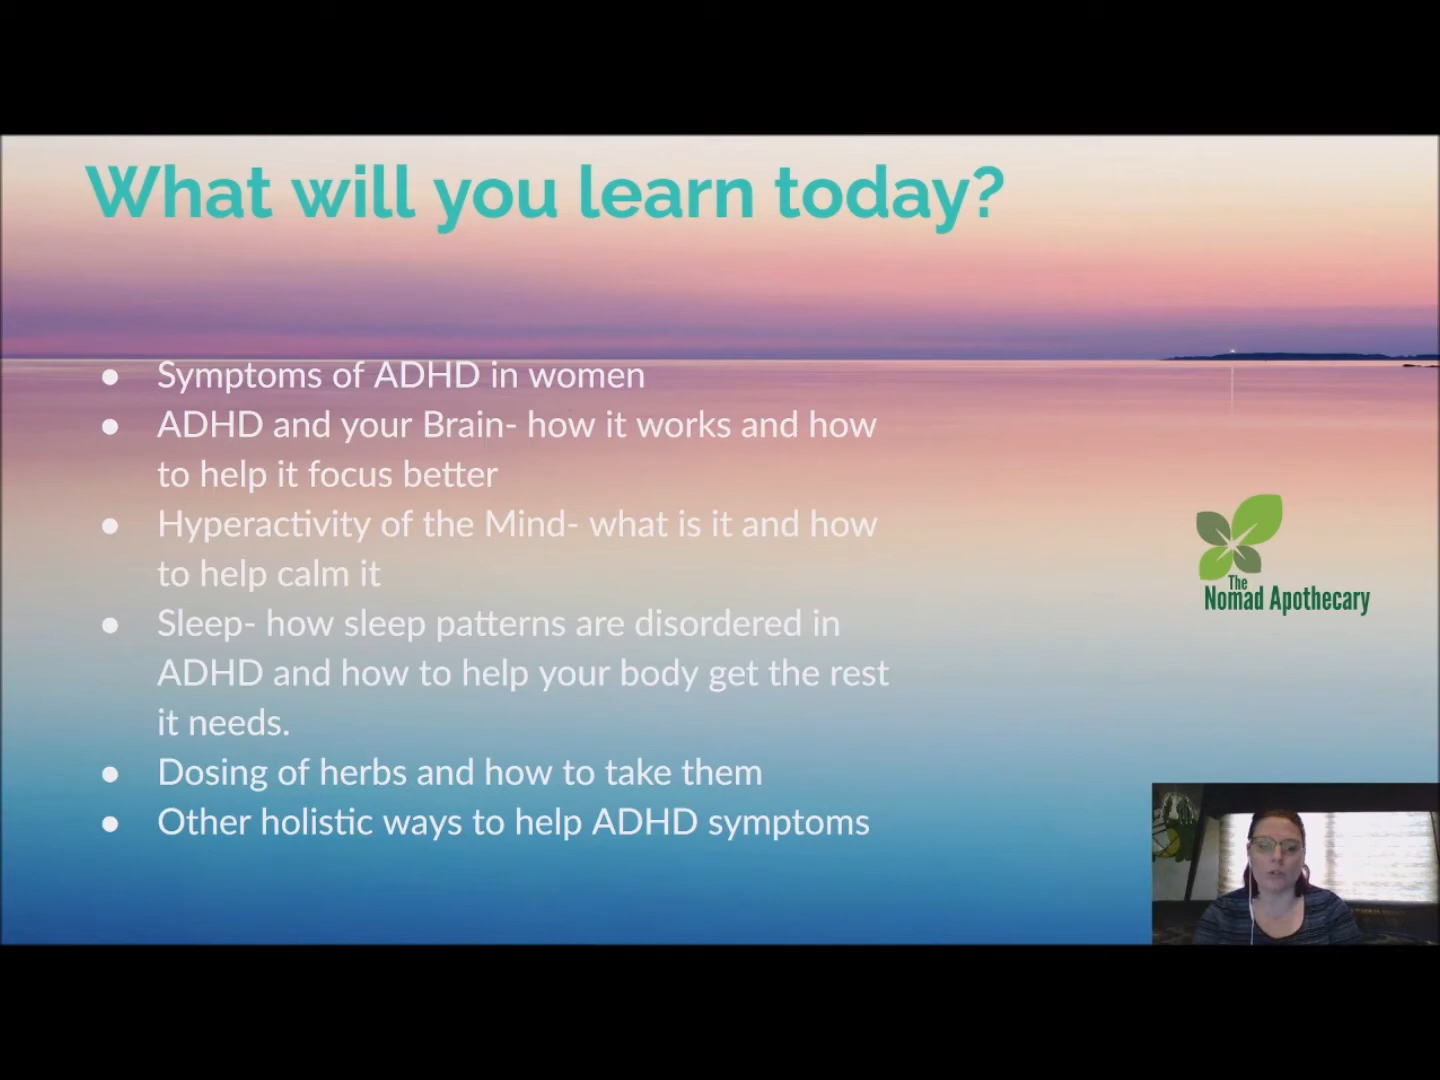 What will you learn today?
● Symptoms of ADHD in women
● ADHD and your Brain- how it works and how
to help it focus better
● Hyperactivity of the Mind- what is it and how
to help calm it
● Sleep- how sleep patterns are disordered in
ADHD and how to help your body get the rest
it needs.
● Dosing of herbs and how to take them
● Other holistic ways to help ADHD symptoms
The
Nomad Apothecary